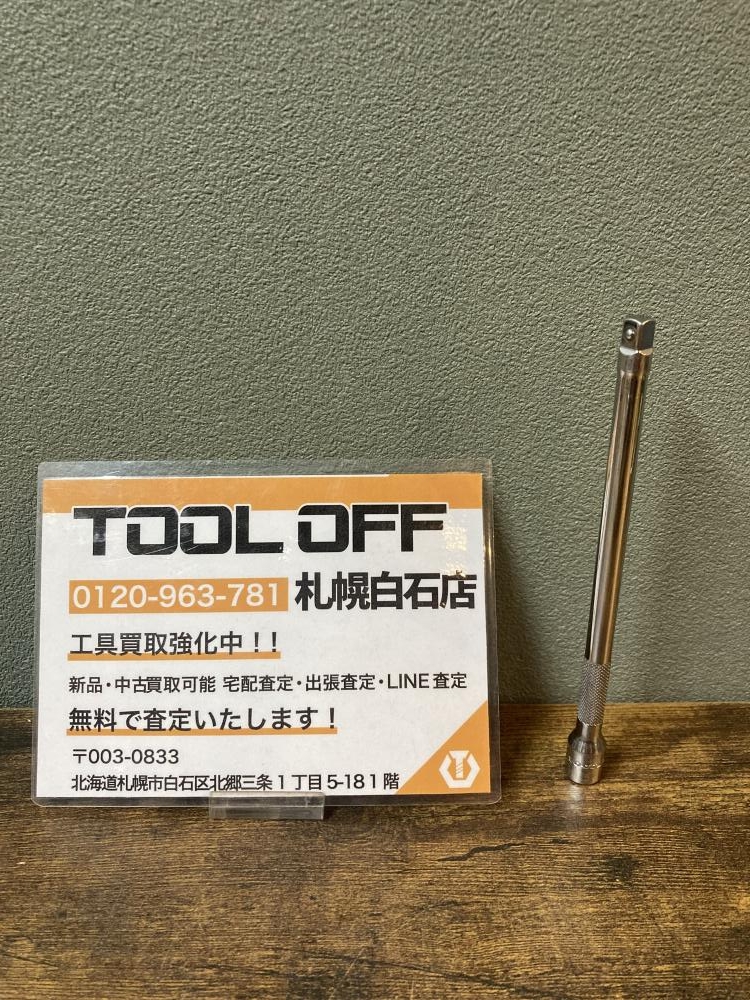 TOOL OFF
0120-963-781 札幌白石店
工具買取強化中！！
新品・中古買取可能 宅配査定・出張査定・LINE査定
無料で査定いたします！
〒003-0833
北海道札幌市白石区北郷三条1丁目5-18 1階